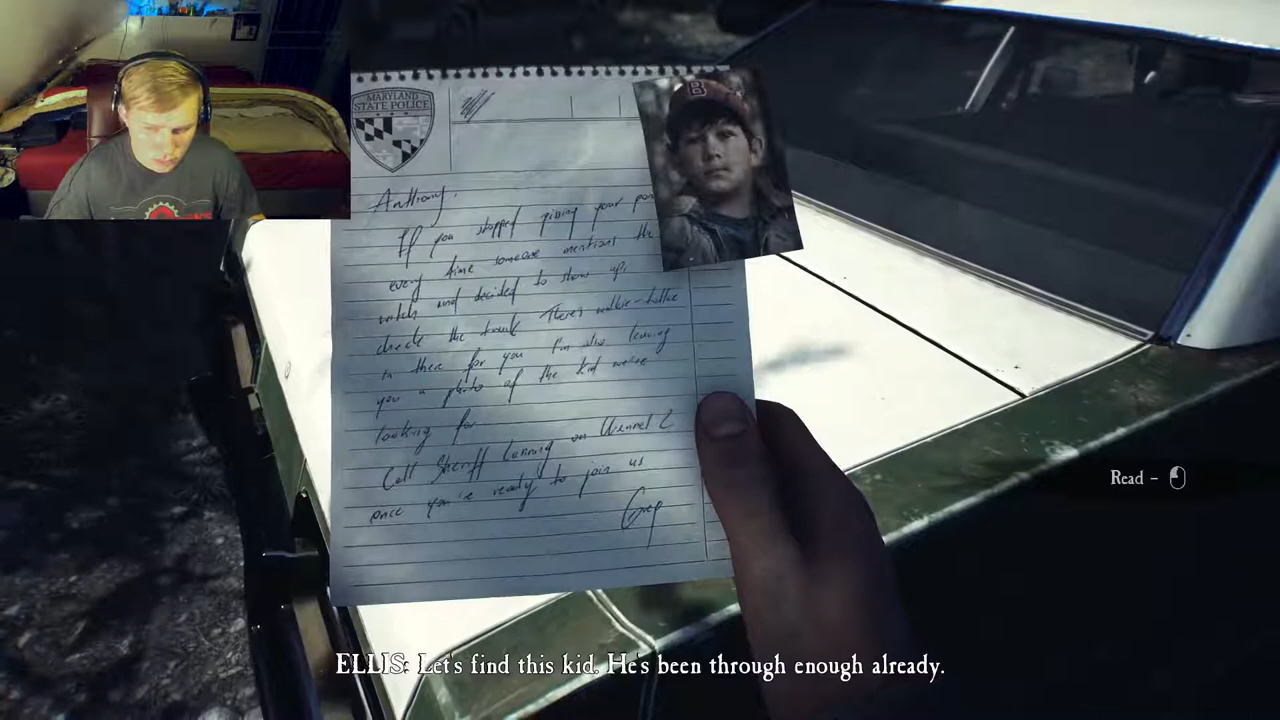 MARYLAND
STATE POLICE
Anthony,
If you stopped pissing your
every time someone mentions the
witch and decided to show up,
check the trunk There's walkie-talkie
in there for you I'm also leaving
you a photo of the kid we're
looking for
Call Sheriff Lanning on Channel 2
once you're ready to join us
Greg
B
Read -
ELLIS: Let's find this kid. He's been through enough already.